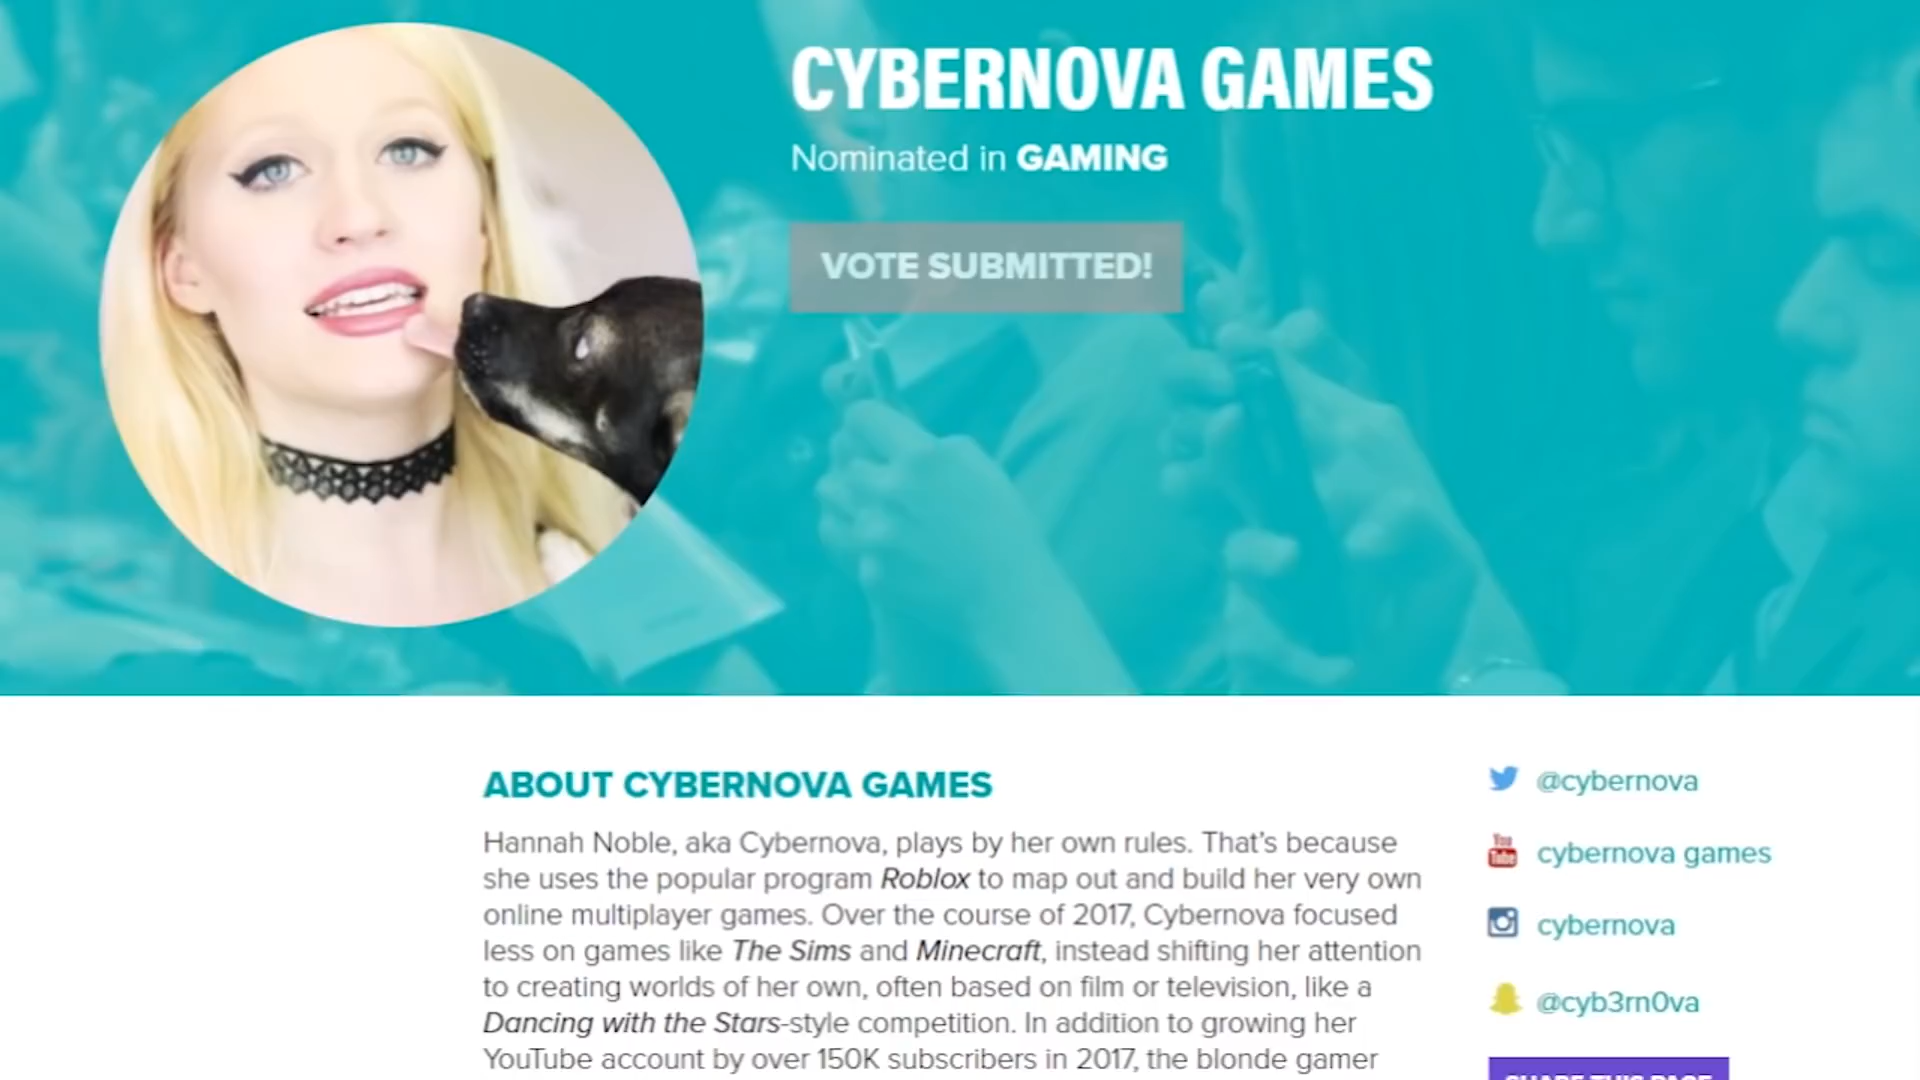 CYBERNOVA GAMES
Nominated in GAMING
VOTE SUBMITTED!
ABOUT CYBERNOVA GAMES
Hannah Noble, aka Cybernova, plays by her own rules. That's because
she uses the popular program Roblox to map out and build her very own
online multiplayer games. Over the course of 2017, Cybernova focused
less on games like The Sims and Minecraft, instead shifting her attention
to creating worlds of her own, often based on film or television, like a
Dancing with the Stars-style competition. In addition to growing her
YouTube account by over 150K subscribers in 2017, the blonde gamer
@cybernova
You Tube cybernova games
cybernova
@cyb3rn0va
SHARE THIS PAGE